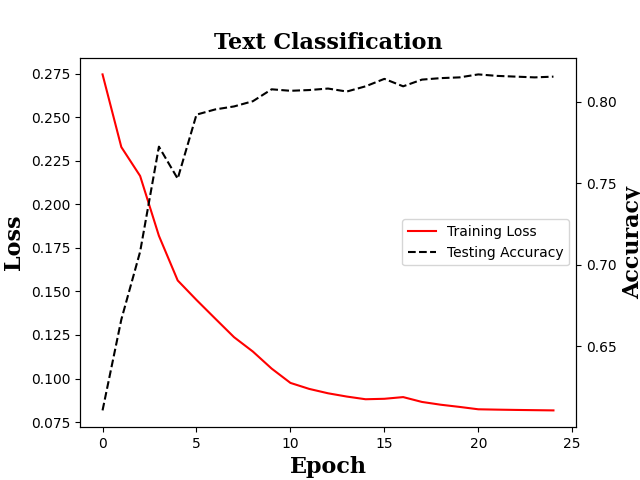 Text Classification
Loss
0.275
0.250
0.225
0.200
0.175
0.150
0.125
0.100
0.075
0.80
0.75
0.70
0.65
Accuracy
Training Loss
Testing Accuracy
0 5 10 15 20 25
Epoch